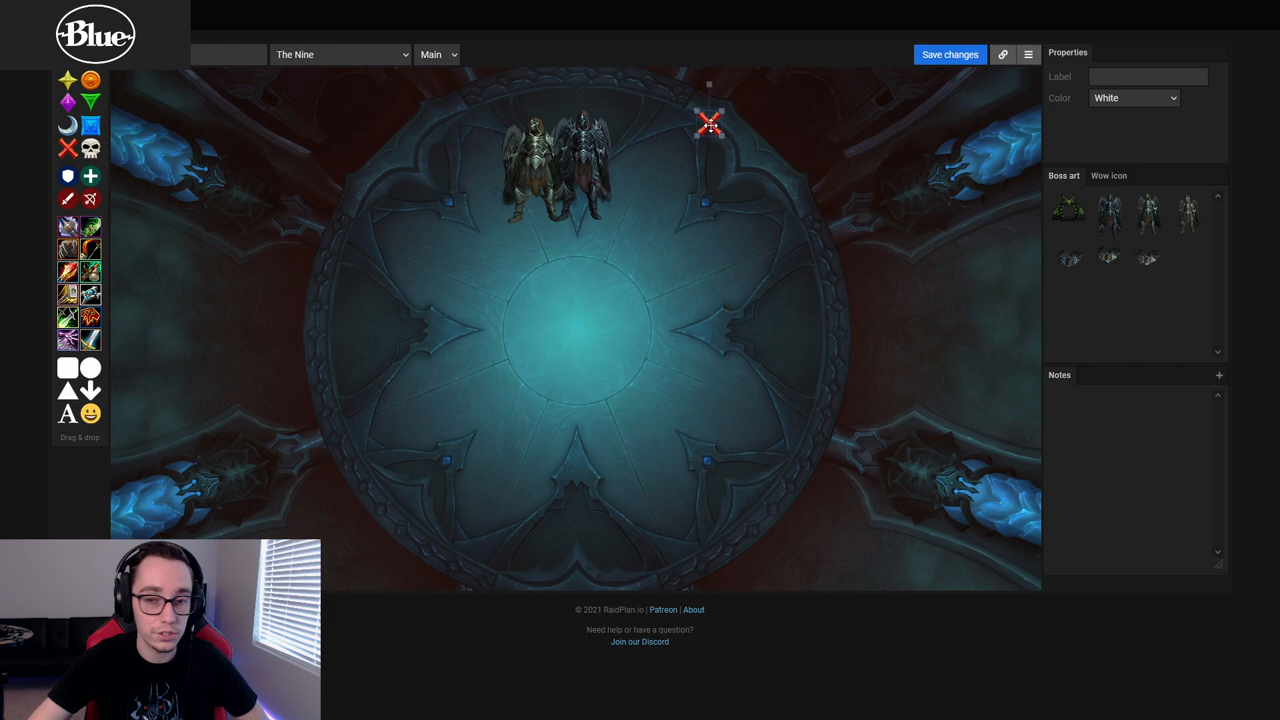 Blue
The Nine
Main
Save changes
Properties
Label
Color
White
Boss art
Wow icon
Notes
A
Drag & drop
© 2021 RaidPlan.io | Patreon | About
Need help or have a question?
Join our Discord